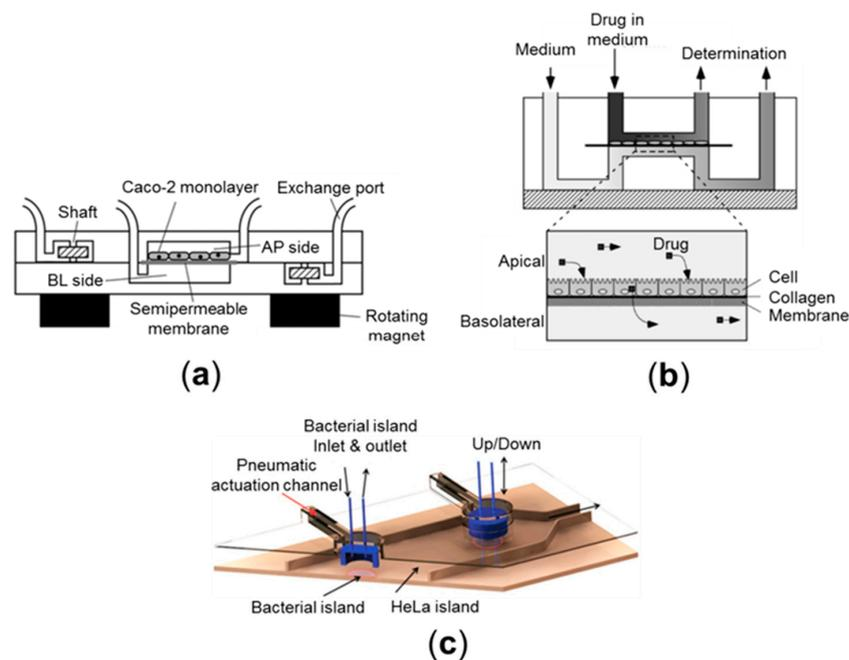 Caco-2 monolayer
Exchange port
Shaft
AP side
BL side
Semipermeable
membrane
Rotating
magnet
(a)
Drug in
medium
Medium
Determination
Apical
Drug
Cell
Collagen
Membrane
Basolateral
(b)
Bacterial island
Inlet & outlet
Up/Down
Pneumatic
actuation channel
Bacterial island
HeLa island
(c)